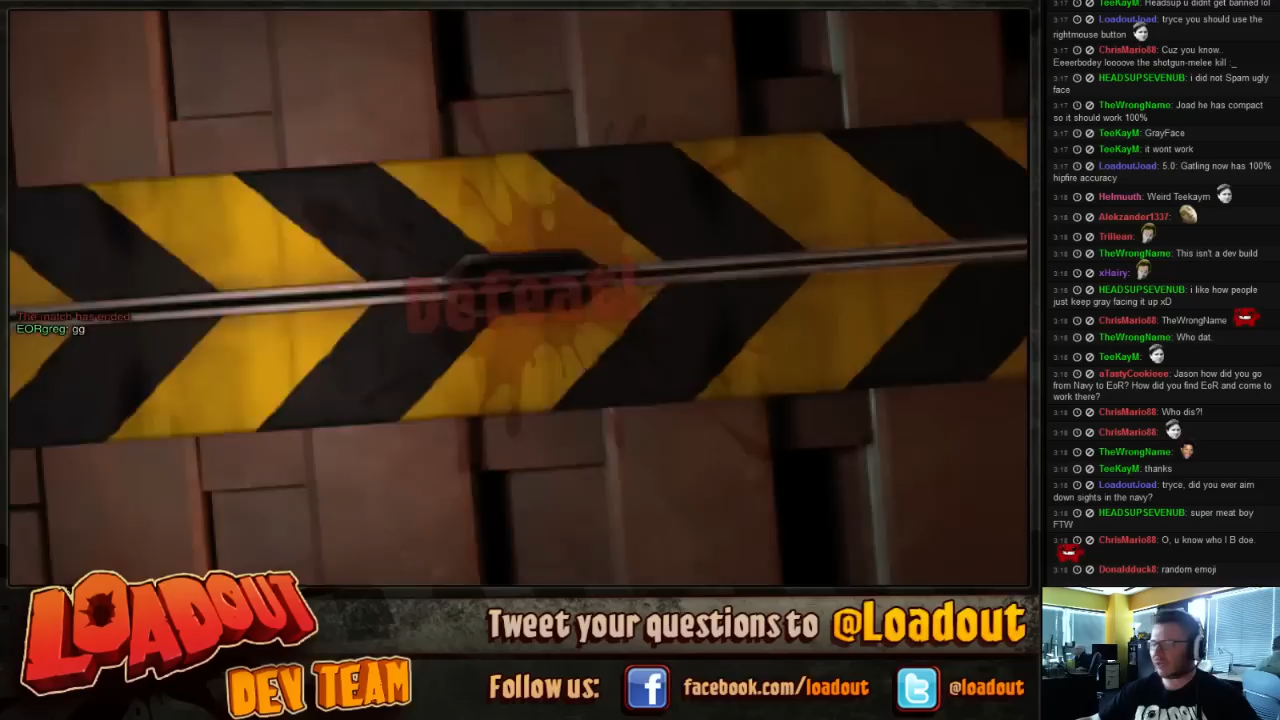 Defeat!
The match has ended.
EORgreg: gg
TeeKayM: Headsup u didnt get banned lol
3:17 LoadoutJoad: tryce you should use the
rightmouse button
3:17 ChrisMario88: Cuz you know..
Eeeerbodey loooove the shotgun-melee kill :_
3:17 HEADSUPSEVENUB: i did not Spam ugly
face
3:17 TheWrongName: Joad he has compact
so it should work 100%
3:17 TeeKayM: GrayFace
3:17 TeeKayM: it wont work
3:17 LoadoutJoad: 5.0: Gatling now has 100%
hipfire accuracy
3:18 Helmuuth: Weird Teekaym
3:18 Alekzander1337:
3:18 Trillean:
3:18 TheWrongName: This isn't a dev build
3:18 xHairy:
3:18 HEADSUPSEVENUB: i like how people
just keep gray facing it up xD
3:18 ChrisMario88: TheWrongName
3:18 TheWrongName: Who dat.
3:18 TeeKayM:
3:18 aTastyCookieee: Jason how did you go
from Navy to EoR? How did you find EoR and come to
work there?
3:18 ChrisMario88: Who dis?!
3:18 ChrisMario88:
3:18 TheWrongName:
3:18 TeeKayM: thanks
3:18 LoadoutJoad: tryce, did you ever aim
down sights in the navy?
3:18 HEADSUPSEVENUB: super meat boy
FTW
3:18 ChrisMario88: O, u know who I B doe.
3:18 Donaldduck8: random emoji
LOADOUT
DEV TEAM
Tweet your questions to @Loadout
Follow us: facebook.com/loadout @loadout
LOADOUT